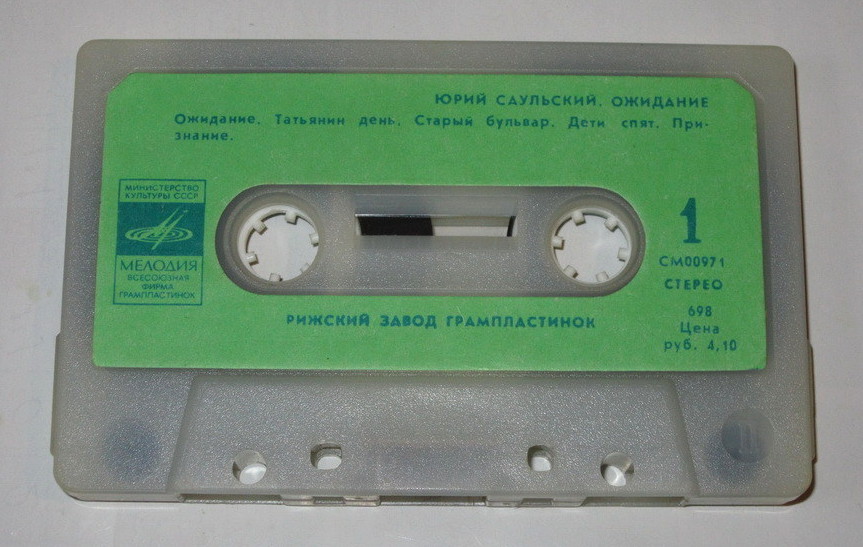 ЮРИЙ САУЛЬСКИЙ. ОЖИДАНИЕ
Ожидание. Татьянин день. Старый бульвар. Дети спят. При-
знание.
МИНИСТЕРСТВО
КУЛЬТУРЫ СССР
МЕЛОДИЯ
ВСЕСОЮЗНАЯ
ФИРМА
ГРАМПЛАСТИНОК
1
СМ00971
СТЕРЕО
698
Цена
руб. 4,10
РИЖСКИЙ ЗАВОД ГРАМПЛАСТИНОК